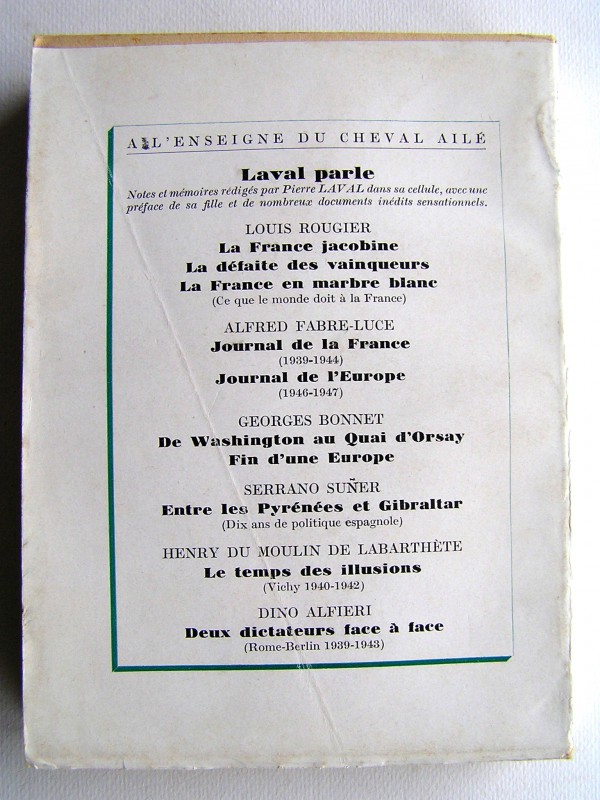 A L'ENSEIGNE DU CHEVAL AILÉ
Laval parle
Notes et mémoires rédigés par Pierre LAVAL dans sa cellule, avec une
préface de sa fille et de nombreux documents inédits sensationnels.
LOUIS ROUGIER
La France jacobine
La défaite des vainqueurs
La France en marbre blanc
(Ce que le monde doit à la France)
ALFRED FABRE-LUCE
Journal de la France
(1939-1944)
Journal de l'Europe
(1946-1947)
GEORGES BONNET
De Washington au Quai d'Orsay
Fin d'une Europe
SERRANO SUÑER
Entre les Pyrénées et Gibraltar
(Dix ans de politique espagnole)
HENRY DU MOULIN DE LABARTHÈTE
Le temps des illusions
(Vichy 1940-1942)
DINO ALFIERI
Deux dictateurs face à face
(Rome-Berlin 1939-1943)